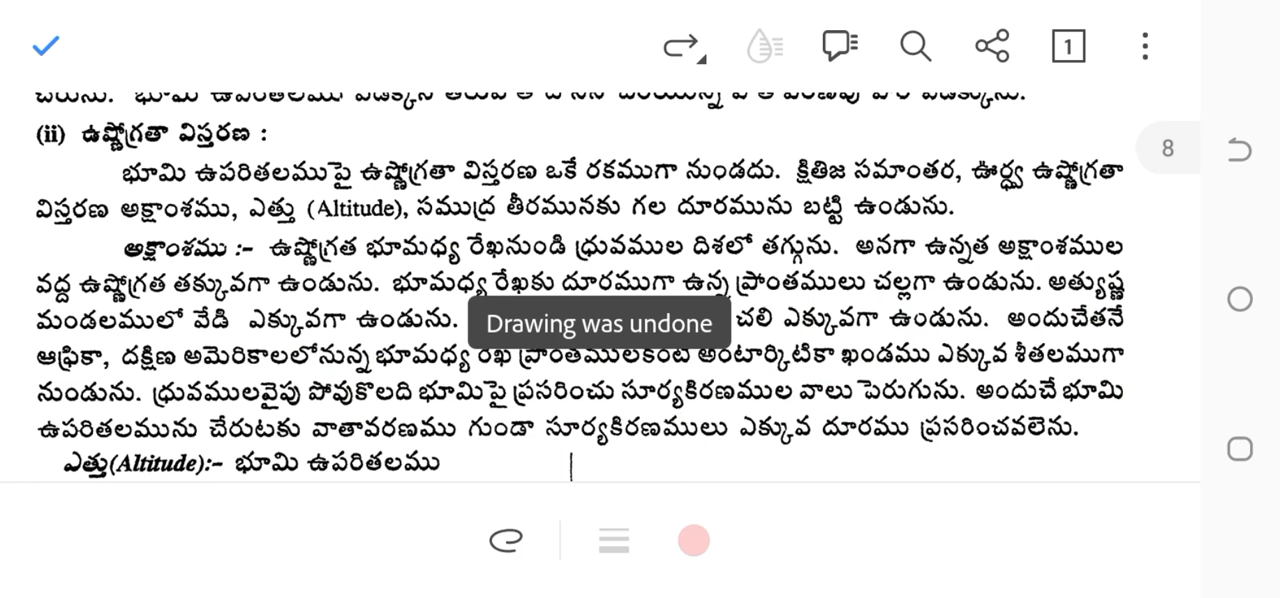 1
8
(ii) ఉష్ణోగ్రతా విస్తరణ :
భూమి ఉపరితలముపై ఉష్ణోగ్రతా విస్తరణ ఒకే రకముగా నుండదు. క్షితిజ సమాంతర, ఊర్ధ్వ ఉష్ణోగ్రతా
విస్తరణ అక్షాంశము, ఎత్తు (Altitude), సముద్ర తీరమునకు గల దూరమును బట్టి ఉండును.
అక్షాంశము :- ఉష్ణోగ్రత భూమధ్య రేఖనుండి ధ్రువముల దిశలో తగ్గును. అనగా ఉన్నత అక్షాంశముల
వద్ద ఉష్ణోగ్రత తక్కువగా ఉండును. భూమధ్య రేఖకు దూరముగా ఉన్న ప్రాంతములు చల్లగా ఉండును. అత్యుష్ణ
మండలములో వేడి ఎక్కువగా ఉండును. చలి ఎక్కువగా ఉండును. అందుచేతనే
Drawing was undone
ఆఫ్రికా, దక్షిణ అమెరికాలలోనున్న భూమధ్య రేఖ ప్రాంతములకంటే అంటార్కిటికా ఖండము ఎక్కువ శీతలముగా
నుండును. ధ్రువములవైపు పోవుకొలది భూమిపై ప్రసరించు సూర్యకిరణముల వాలు పెరుగును. అందుచే భూమి
ఉపరితలమును చేరుటకు వాతావరణము గుండా సూర్యకిరణములు ఎక్కువ దూరము ప్రసరించవలెను.
ఎత్తు(Altitude):- భూమి ఉపరితలము